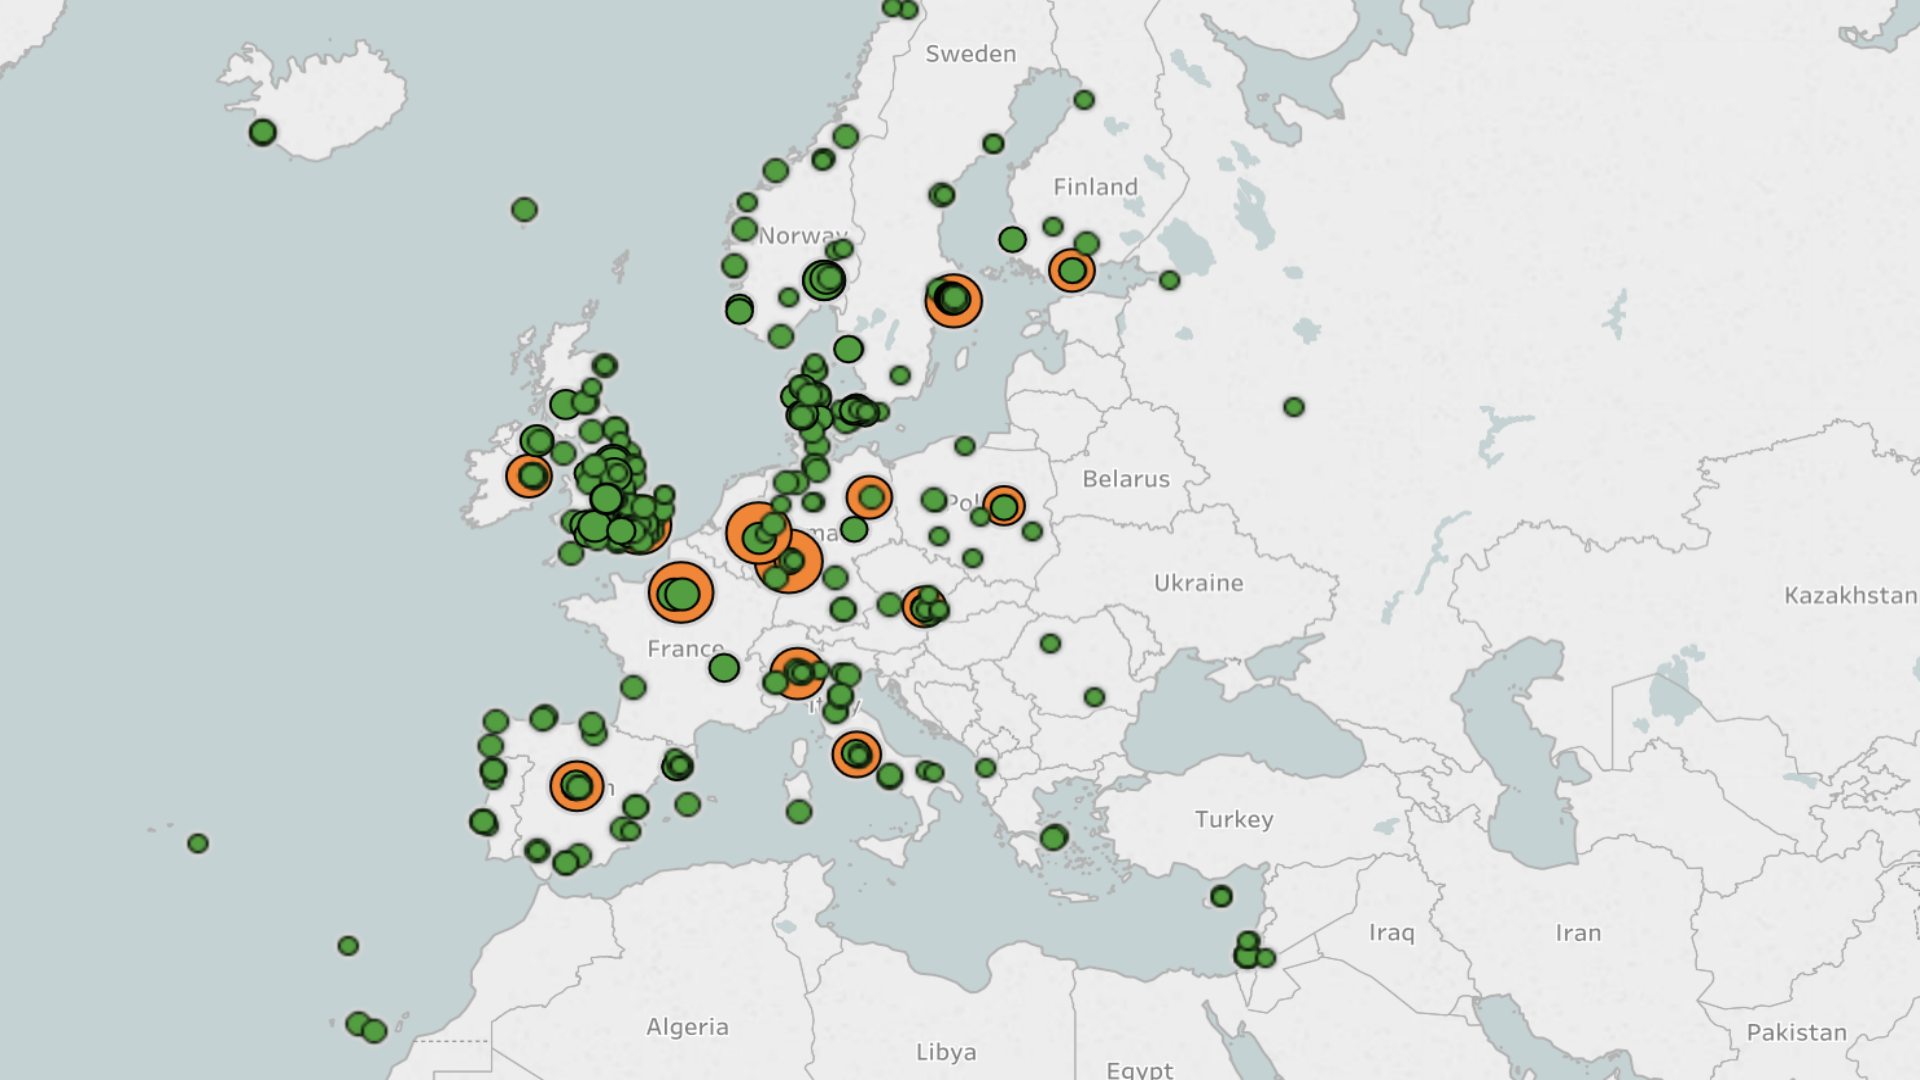 Sweden
Finland
Norway
Belarus
Ukraine
Kazakhstan
France
Turkey
Iraq
Iran
Algeria
Libya
Egypt
Pakistan